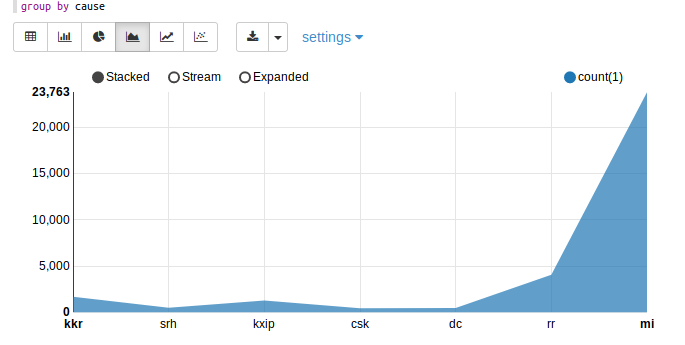 group by cause
settings
Stacked Stream Expanded count(1)
23,763
20,000
15,000
10,000
5,000
0
kkr srh kxip csk dc rr mi